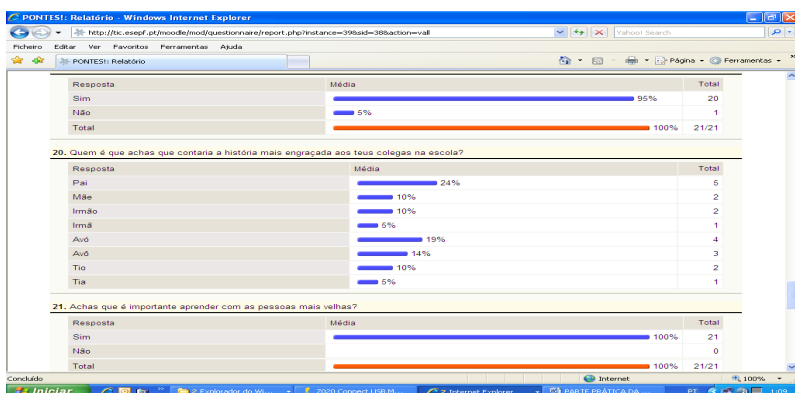 PONTES!: Relatório - Windows Internet Explorer
http://tic.esepf.pt/moodle/mod/questionnaire/report.php?instance=39&sid=38&action=vall
Yahoo! Search
Ficheiro Editar Ver Favoritos Ferramentas Ajuda
PONTES!: Relatório
Página Ferramentas
Resposta Média Total
Sim 95% 20
Não 5% 1
Total 100% 21/21
20. Quem é que achas que contaria a história mais engraçada aos teus colegas na escola?
Resposta Média Total
Pai 24% 5
Mãe 10% 2
Irmão 10% 2
Irmã 5% 1
Avó 19% 4
Avô 14% 3
Tio 10% 2
Tia 5% 1
21. Achas que é importante aprender com as pessoas mais velhas?
Resposta Média Total
Sim 100% 21
Não 0
Total 100% 21/21
Concluído Internet 100%
Iniciar 2 Explorador do Wi... 2020 Connect USB M... 2 Internet Explorer PARTE PRÁTICA DA ... PT 1:09